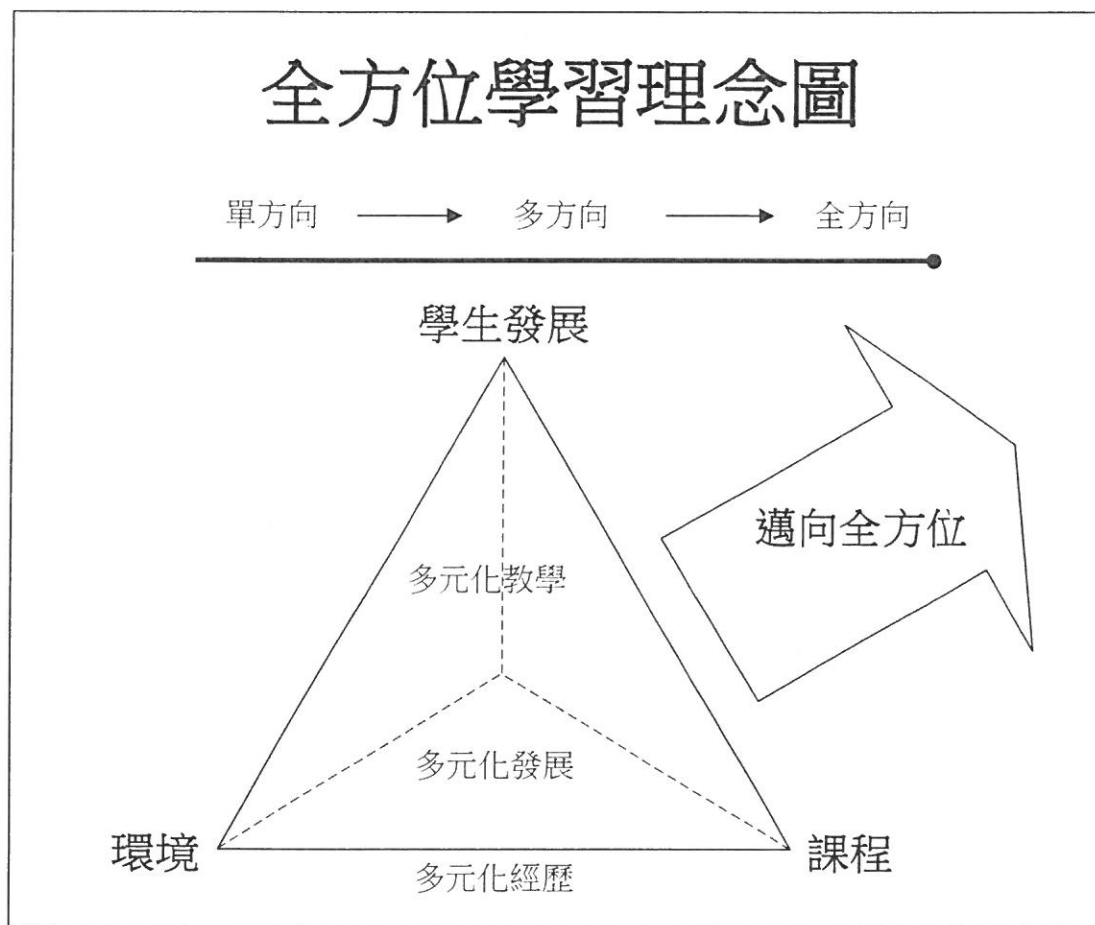 全方位學習理念圖
單方向 多方向 全方向
學生發展
邁向全方位
多元化教學
多元化發展
環境 課程
多元化經歷